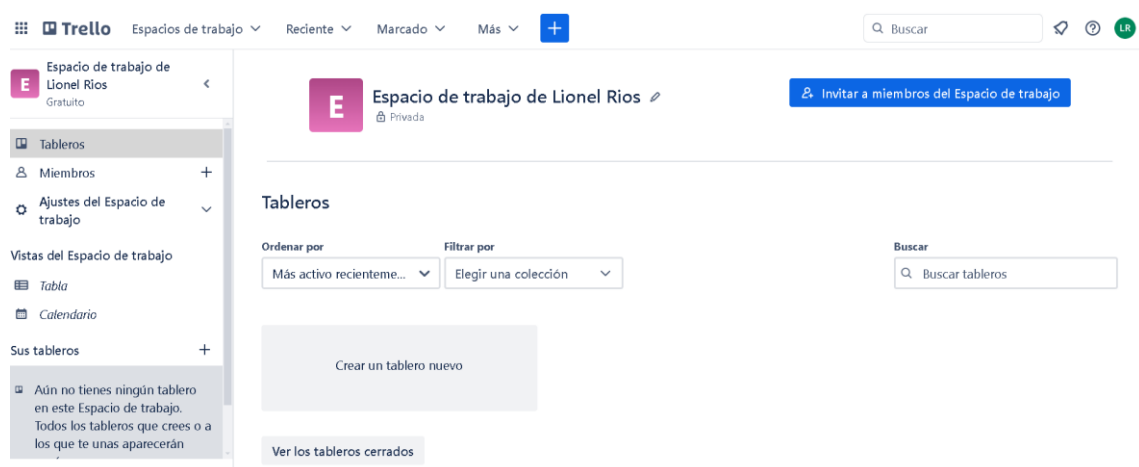 Trello Espacios de trabajo Reciente Marcado Más + Buscar LR
E
Espacio de trabajo de
Lionel Rios
Gratuito
Tableros
Miembros +
Ajustes del Espacio de
trabajo
Vistas del Espacio de trabajo
Tabla
Calendario
Sus tableros +
Aún no tienes ningún tablero
en este Espacio de trabajo.
Todos los tableros que crees o a
los que te unas aparecerán
E
Espacio de trabajo de Lionel Rios
Privada
Invitar a miembros del Espacio de trabajo
Tableros
Ordenar por Filtrar por Buscar
Más activo recienteme... Elegir una colección Buscar tableros
Crear un tablero nuevo
Ver los tableros cerrados